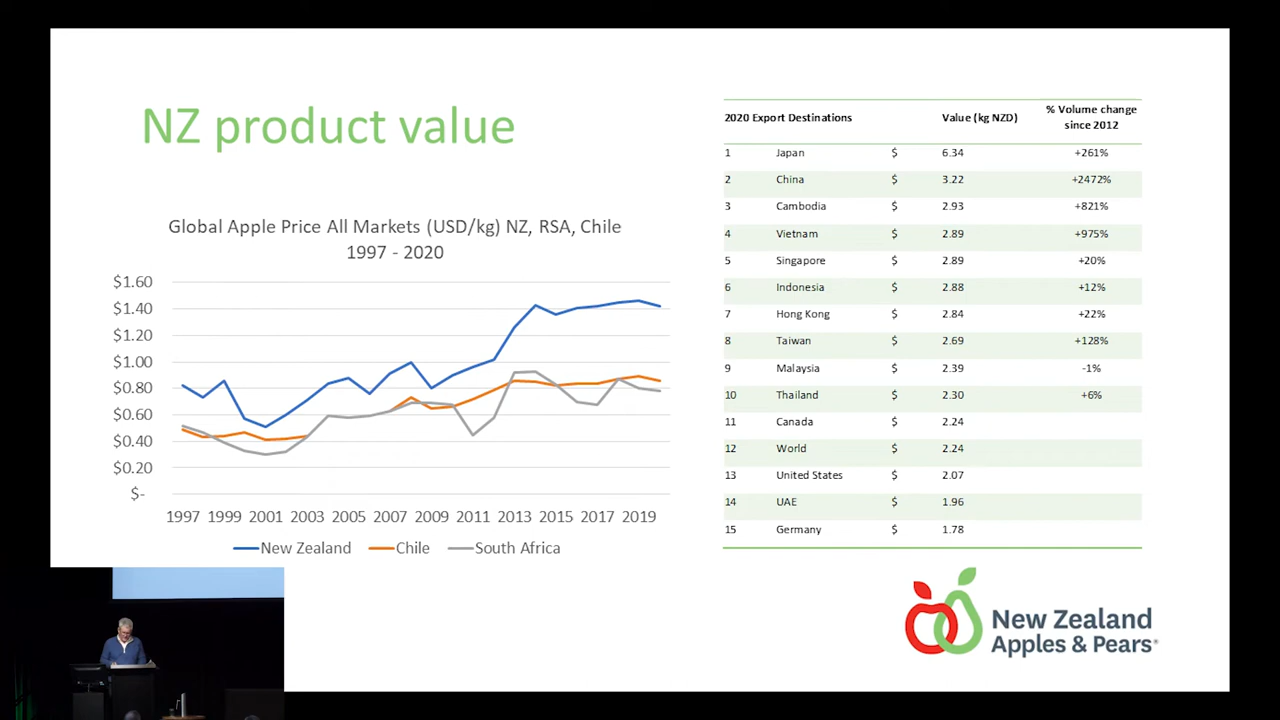 NZ product value
Global Apple Price All Markets (USD/kg) NZ, RSA, Chile
1997 - 2020
$1.60
$1.40
$1.20
$1.00
$0.80
$0.60
$0.40
$0.20
$-
1997 1999 2001 2003 2005 2007 2009 2011 2013 2015 2017 2019
New Zealand Chile South Africa
2020 Export Destinations Value (kg NZD) % Volume change
since 2012
1 Japan $ 6.34 +261%
2 China $ 3.22 +2472%
3 Cambodia $ 2.93 +821%
4 Vietnam $ 2.89 +975%
5 Singapore $ 2.89 +20%
6 Indonesia $ 2.88 +12%
7 Hong Kong $ 2.84 +22%
8 Taiwan $ 2.69 +128%
9 Malaysia $ 2.39 -1%
10 Thailand $ 2.30 +6%
11 Canada $ 2.24
12 World $ 2.24
13 United States $ 2.07
14 UAE $ 1.96
15 Germany $ 1.78
New Zealand
Apples & Pears